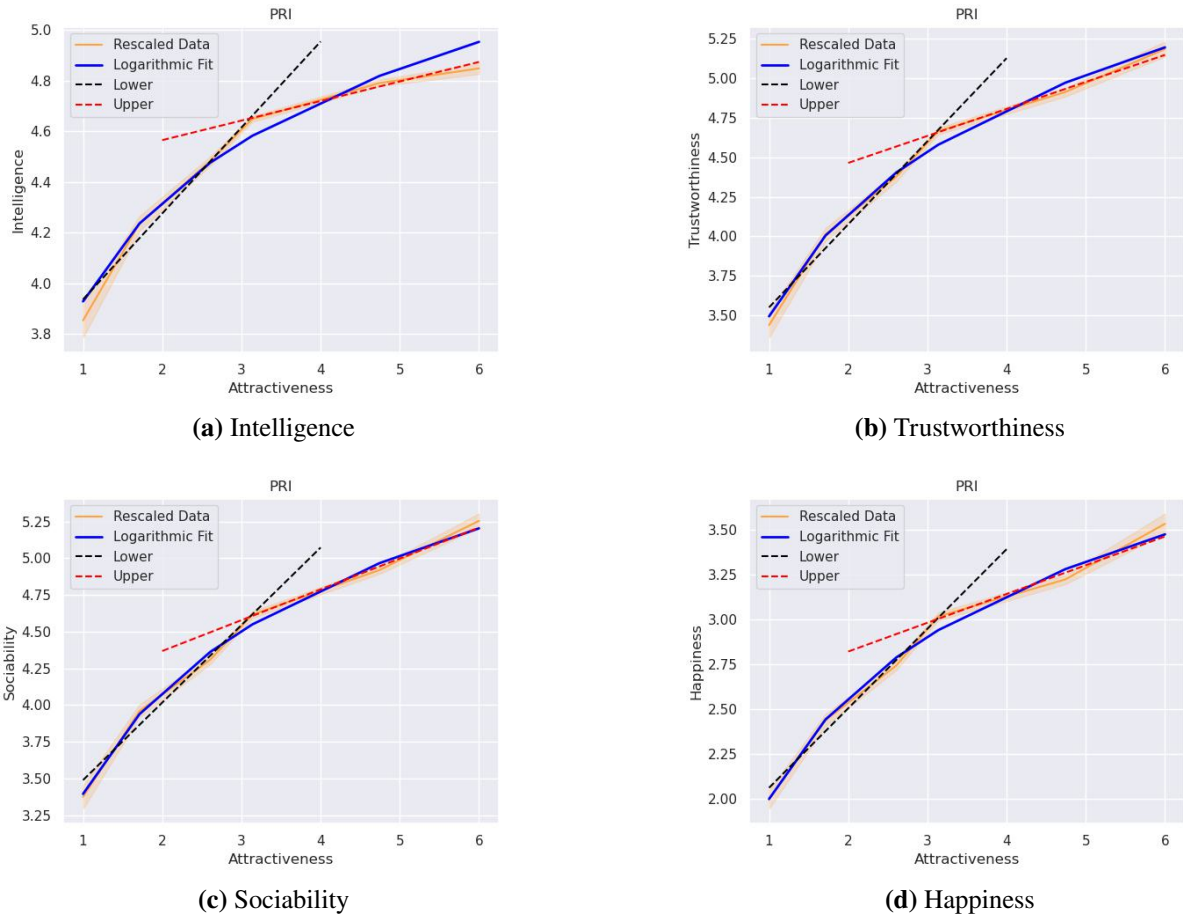 PRI
5.0
4.8
4.6
4.4
4.2
4.0
3.8
Intelligence
Rescaled Data
Logarithmic Fit
Lower
Upper
1 2 3 4 5 6
Attractiveness
(a) Intelligence
PRI
5.25
5.00
4.75
4.50
4.25
4.00
3.75
3.50
Trustworthiness
Rescaled Data
Logarithmic Fit
Lower
Upper
1 2 3 4 5 6
Attractiveness
(b) Trustworthiness
PRI
5.25
5.00
4.75
4.50
4.25
4.00
3.75
3.50
3.25
Sociability
Rescaled Data
Logarithmic Fit
Lower
Upper
1 2 3 4 5 6
Attractiveness
(c) Sociability
PRI
3.50
3.25
3.00
2.75
2.50
2.25
2.00
Happiness
Rescaled Data
Logarithmic Fit
Lower
Upper
1 2 3 4 5 6
Attractiveness
(d) Happiness